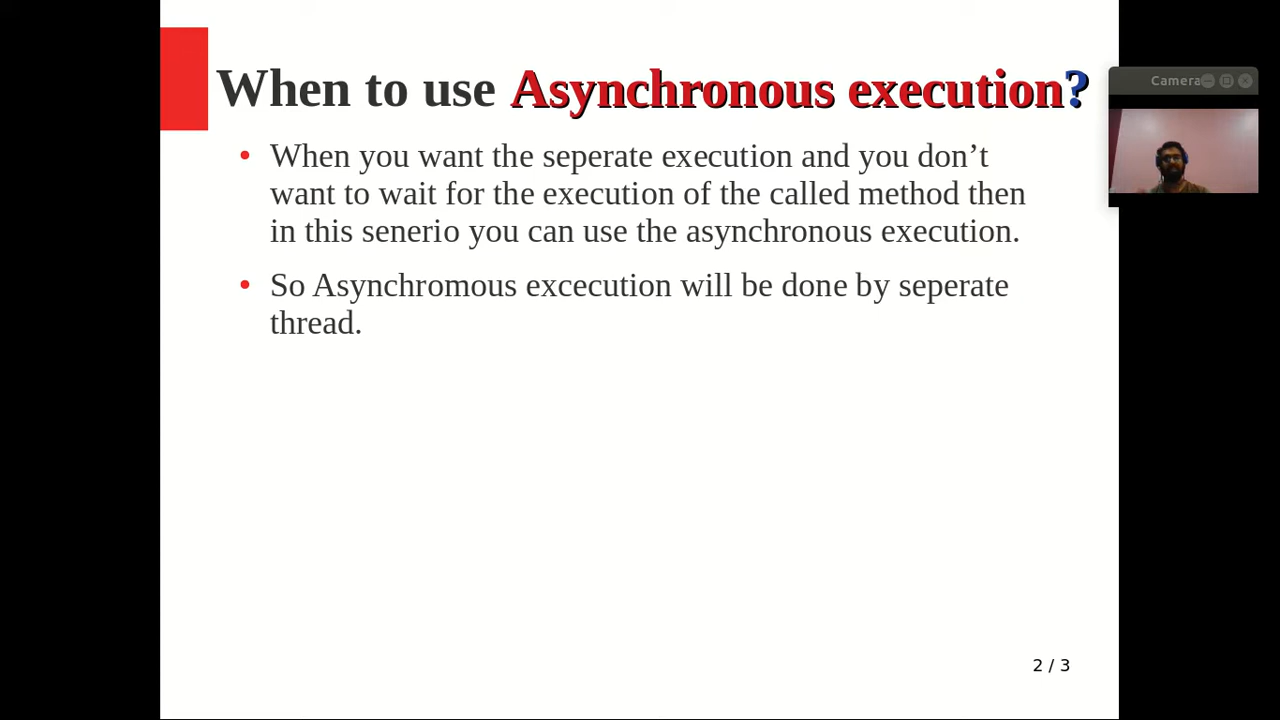 When to use Asynchronous execution?
Camera
• When you want the seperate execution and you don’t
want to wait for the execution of the called method then
in this senerio you can use the asynchronous execution.
• So Asynchromous excecution will be done by seperate
thread.
2 / 3